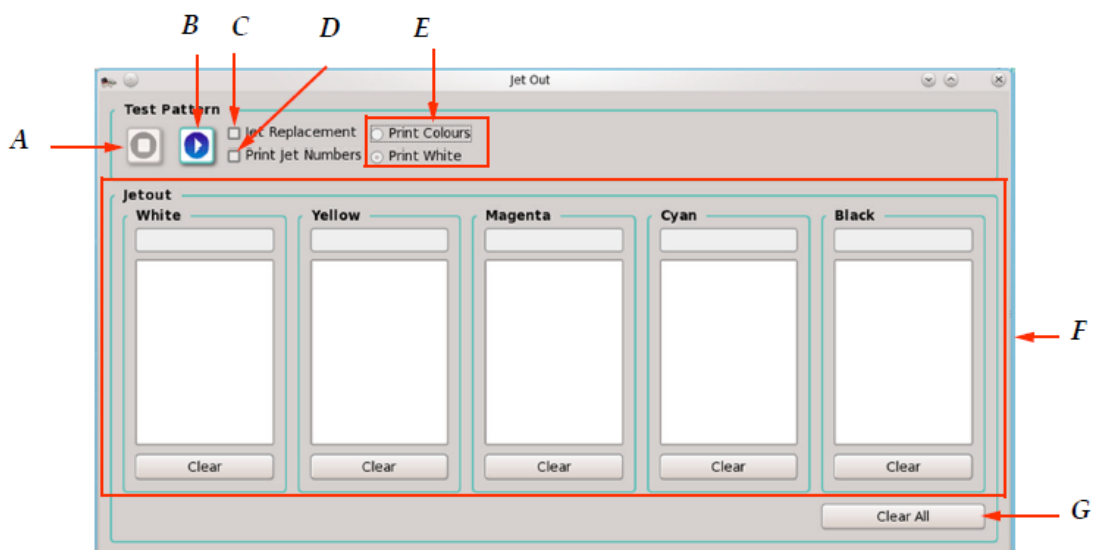 B C D E
Jet Out
Test Pattern
A
Jet Replacement Print Colours
Print Jet Numbers Print White
Jetout
White Yellow Magenta Cyan Black
F
Clear Clear Clear Clear Clear
Clear All G